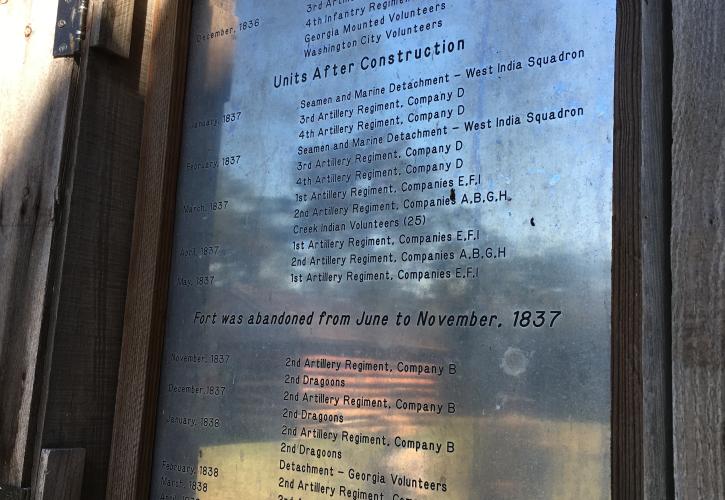 3rd
December, 1836 4th Infantry Regiment
Georgia Mounted Volunteers
Washington City Volunteers
Units After Construction
January, 1837 Seamen and Marine Detachment – West India Squadron
3rd Artillery Regiment, Company D
4th Artillery Regiment, Company D
February, 1837 Seamen and Marine Detachment – West India Squadron
3rd Artillery Regiment, Company D
4th Artillery Regiment, Company D
March, 1837 1st Artillery Regiment, Companies E,F,I
2nd Artillery Regiment, Companies A,B,G,H,
Creek Indian Volunteers (25)
April, 1837 1st Artillery Regiment, Companies E,F,I
2nd Artillery Regiment, Companies A,B,G,H
May, 1837 1st Artillery Regiment, Companies E,F,I
Fort was abandoned from June to November, 1837
November, 1837 2nd Artillery Regiment, Company B
2nd Dragoons
December,1837 2nd Artillery Regiment, Company B
2nd Dragoons
January, 1838 2nd Artillery Regiment, Company B
2nd Dragoons
February, 1838 Detachment – Georgia Volunteers
March, 1838 2nd Artillery Regiment,